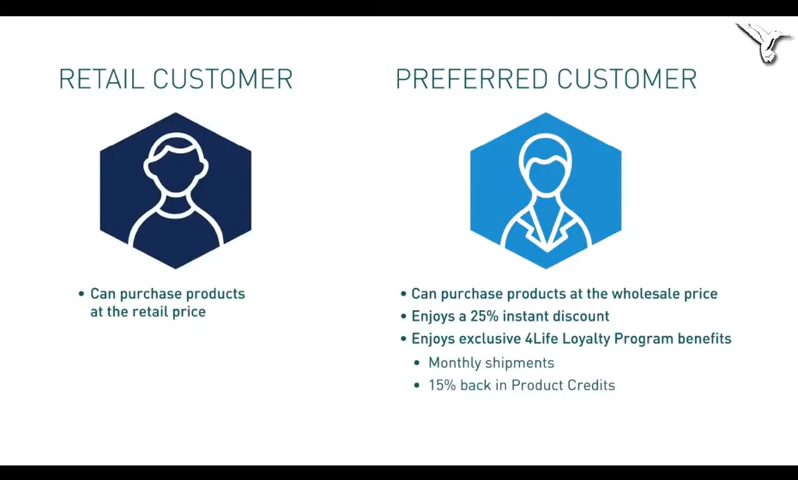 RETAIL CUSTOMER
• Can purchase products
at the retail price
PREFERRED CUSTOMER
• Can purchase products at the wholesale price
• Enjoys a 25% instant discount
• Enjoys exclusive 4Life Loyalty Program benefits
• Monthly shipments
• 15% back in Product Credits